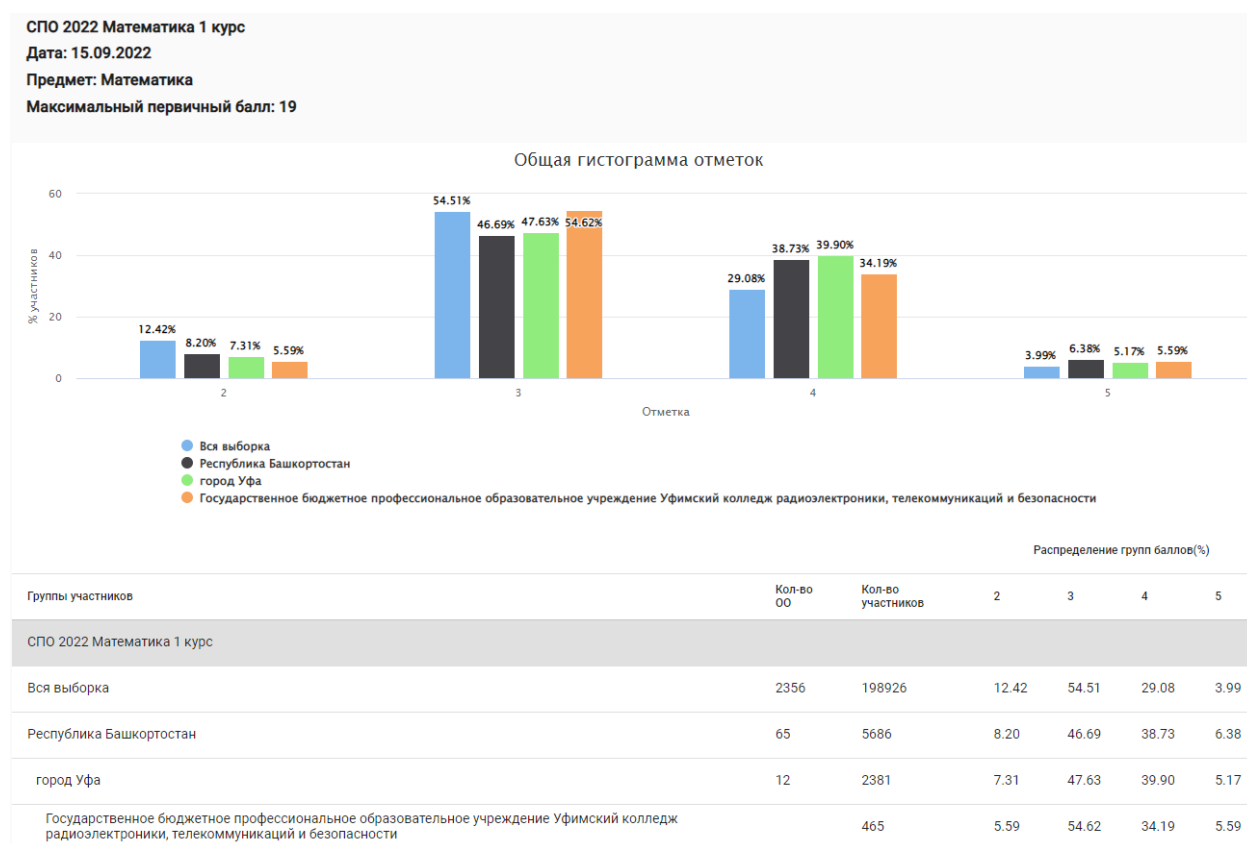 СПО 2022 Математика 1 курс
Дата: 15.09.2022
Предмет: Математика
Максимальный первичный балл: 19
Общая гистограмма отметок
% участников
60
40
20
0
12.42% 8.20% 7.31% 5.59%
54.51% 46.69% 47.63% 54.62%
29.08% 38.73% 39.90% 34.19%
3.99% 6.38% 5.17% 5.59%
2 3 4 5
Отметка
Вся выборка
Республика Башкортостан
город Уфа
Государственное бюджетное профессиональное образовательное учреждение Уфимский колледж радиоэлектроники, телекоммуникаций и безопасности
Распределение групп баллов(%)
Группы участников Кол-во ОО Кол-во участников 2 3 4 5
СПО 2022 Математика 1 курс
Вся выборка 2356 198926 12.42 54.51 29.08 3.99
Республика Башкортостан 65 5686 8.20 46.69 38.73 6.38
город Уфа 12 2381 7.31 47.63 39.90 5.17
Государственное бюджетное профессиональное образовательное учреждение Уфимский колледж
радиоэлектроники, телекоммуникаций и безопасности 465 5.59 54.62 34.19 5.59